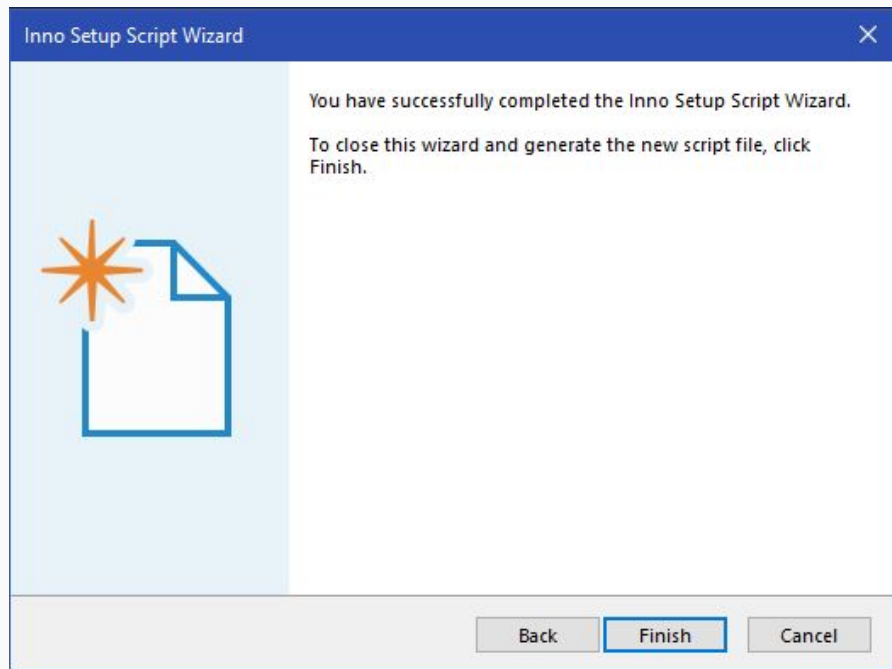 Inno Setup Script Wizard
You have successfully completed the Inno Setup Script Wizard.
To close this wizard and generate the new script file, click
Finish.
Back
Finish
Cancel